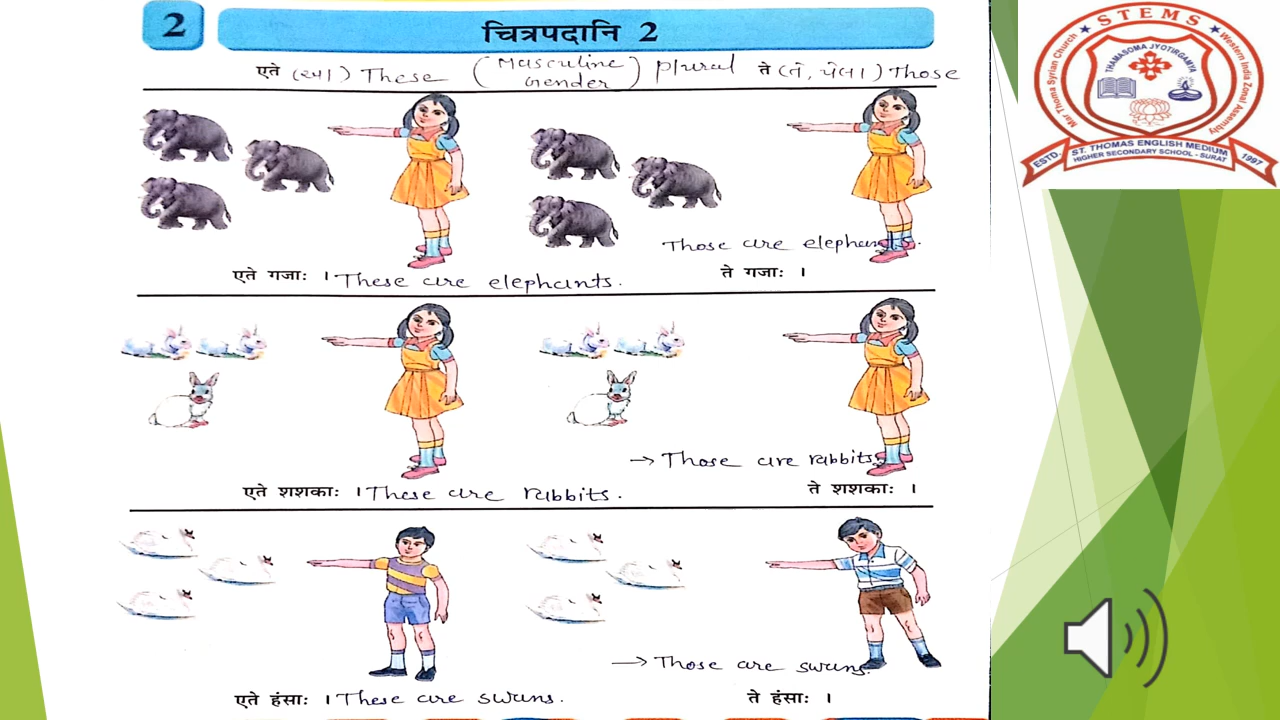 2
चित्रपदानि 2
एते (આ) These (Masculine Gender) plural ते (તે, પેલા) Those
Those are elephants.
एते गजाः । These are elephants.
ते गजाः ।
→ Those are rabbits.
एते शशकाः । These are rabbits.
ते शशकाः ।
→ Those are swans.
एते हंसाः । These are swans.
ते हंसाः ।
STEMS
Mar Thoma Syrian Church
Western India Zonal Assembly
THAMASOMA JYOTIRGAMYA
ESTD. ST. THOMAS ENGLISH MEDIUM 1997
HIGHER SECONDARY SCHOOL - SURAT